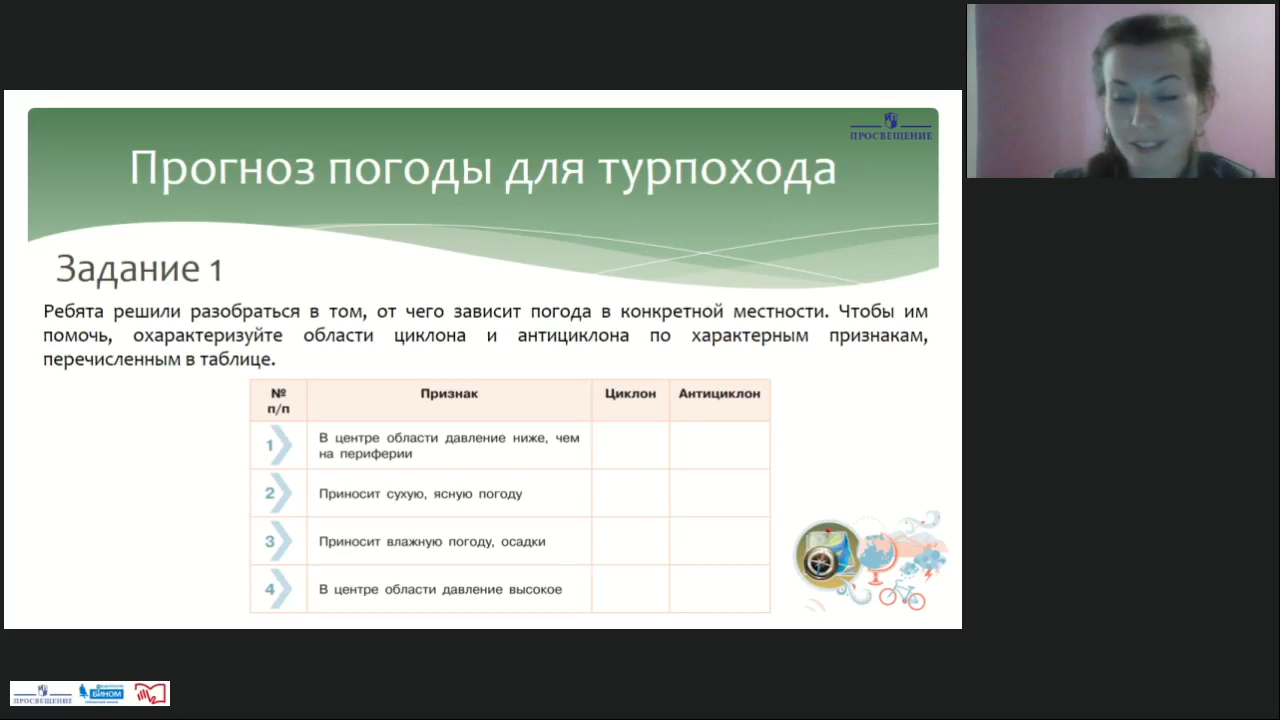 ПРОСВЕЩЕНИЕ
Прогноз погоды для турпохода
Задание 1
Ребята решили разобраться в том, от чего зависит погода в конкретной местности. Чтобы им
помочь, охарактеризуйте области циклона и антициклона по характерным признакам,
перечисленным в таблице.
№ п/п Признак Циклон Антициклон
1 В центре области давление ниже, чем
на периферии
2 Приносит сухую, ясную погоду
3 Приносит влажную погоду, осадки
4 В центре области давление высокое
ПРОСВЕЩЕНИЕ БИНОМ